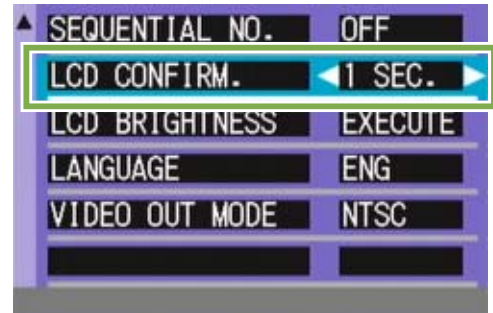 SEQUENTIAL NO. OFF
LCD CONFIRM. 1 SEC.
LCD BRIGHTNESS EXECUTE
LANGUAGE ENG
VIDEO OUT MODE NTSC